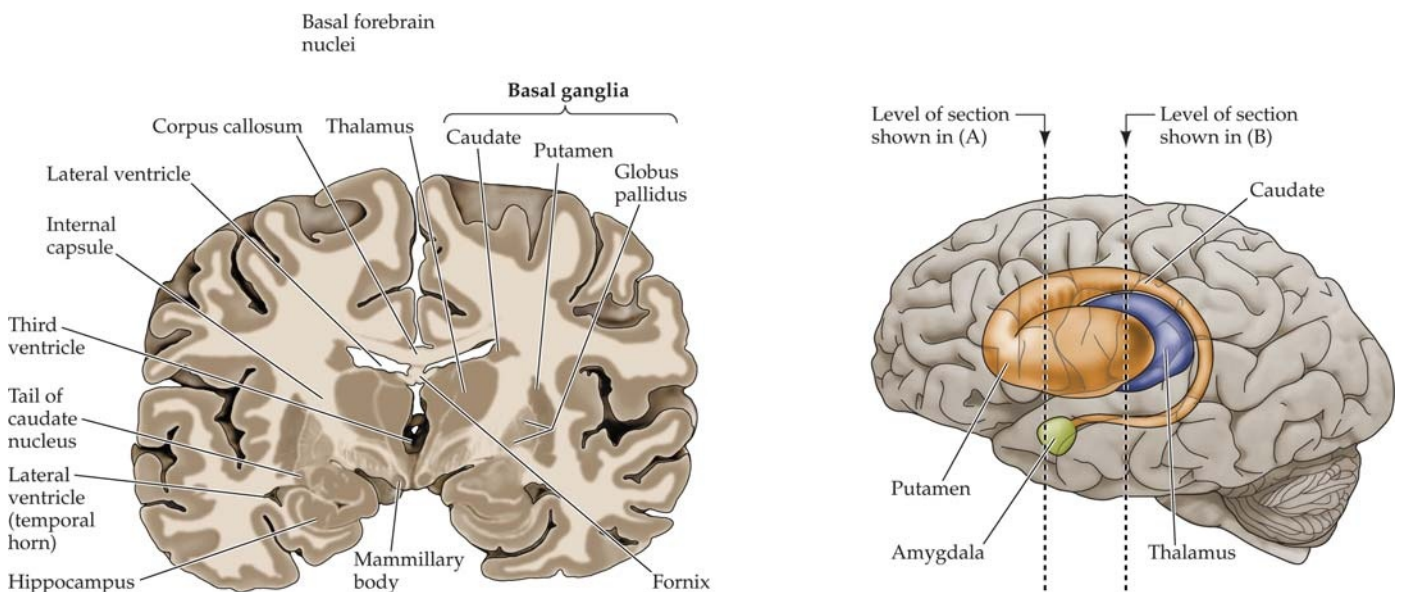 Basal forebrain
nuclei
Basal ganglia
Corpus callosum
Thalamus
Caudate
Putamen
Globus
pallidus
Lateral ventricle
Internal
capsule
Third
ventricle
Tail of
caudate
nucleus
Lateral
ventricle
(temporal
horn)
Hippocampus
Mammillary
body
Fornix
Level of section
shown in (A)
Level of section
shown in (B)
Caudate
Putamen
Amygdala
Thalamus